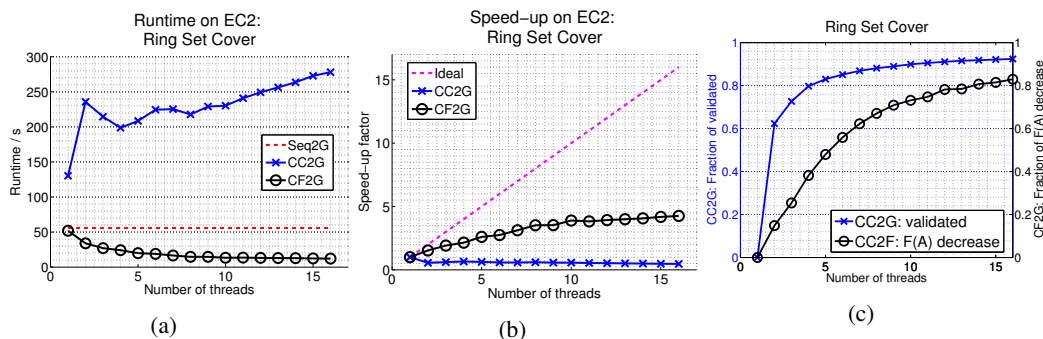 Runtime on EC2:
Ring Set Cover
300
250
200
150
100
50
0
0
5
10
15
Runtime / s
Number of threads
Seq2G
CC2G
CF2G
(a)
Speed−up on EC2:
Ring Set Cover
15
10
5
0
0
5
10
15
Speed−up factor
Number of threads
Ideal
CC2G
CF2G
(b)
Ring Set Cover
1
0.8
0.6
0.4
0.2
0
0
5
10
15
1
0.8
0.6
0.4
0.2
0
CC2G: Fraction of validated
CF2G: Fraction of F(A) decrease
Number of threads
CC2G: validated
CC2F: F(A) decrease
(c)